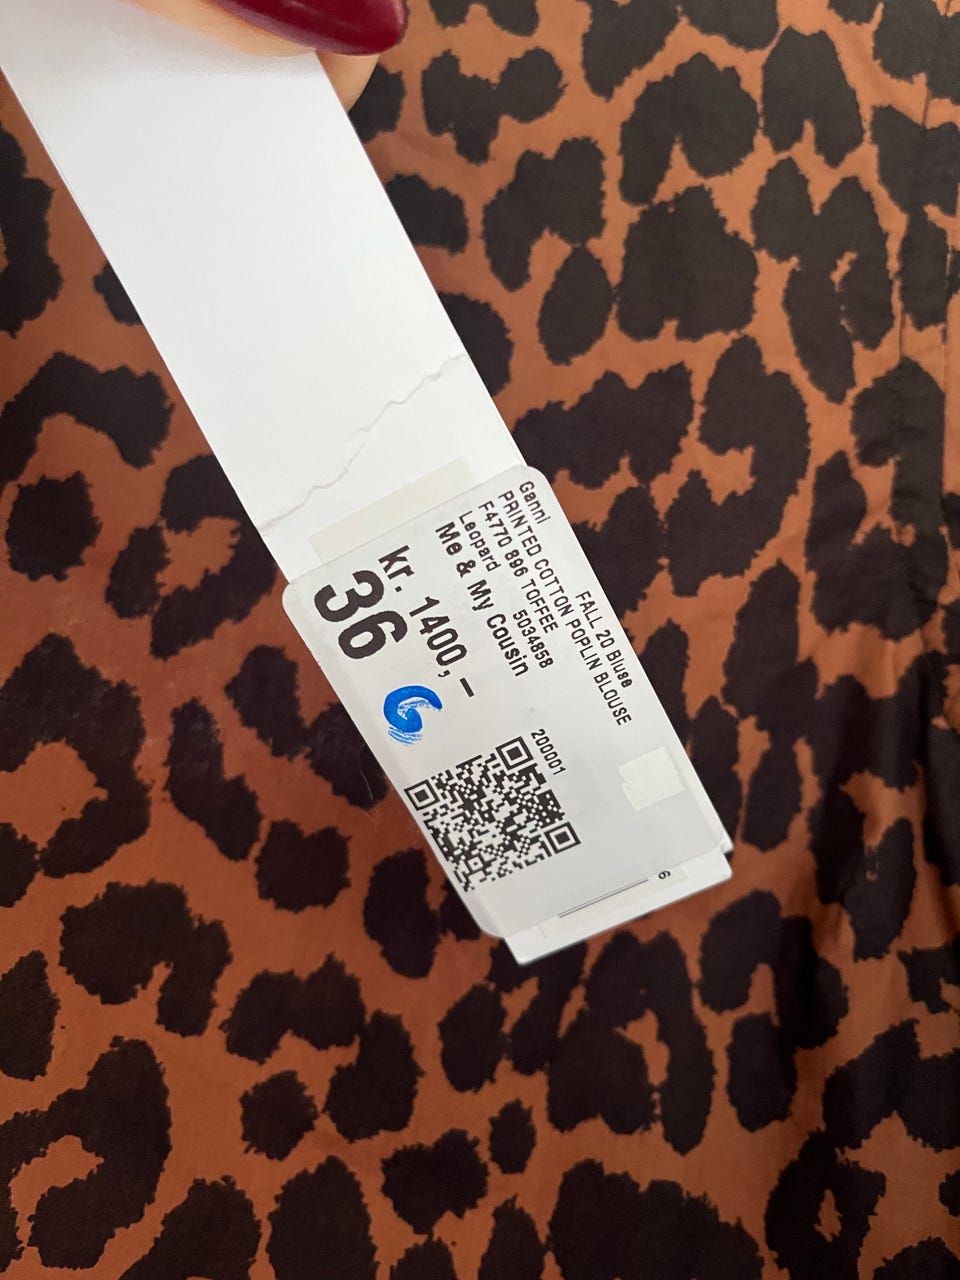 Ganni FALL 20 Bluse
PRINTED COTTON POPLIN BLOUSE
F4770 896 TOFFEE
Leopard 5034858
Me & My Cousin
kr. 1400,-
36
6
200001
6